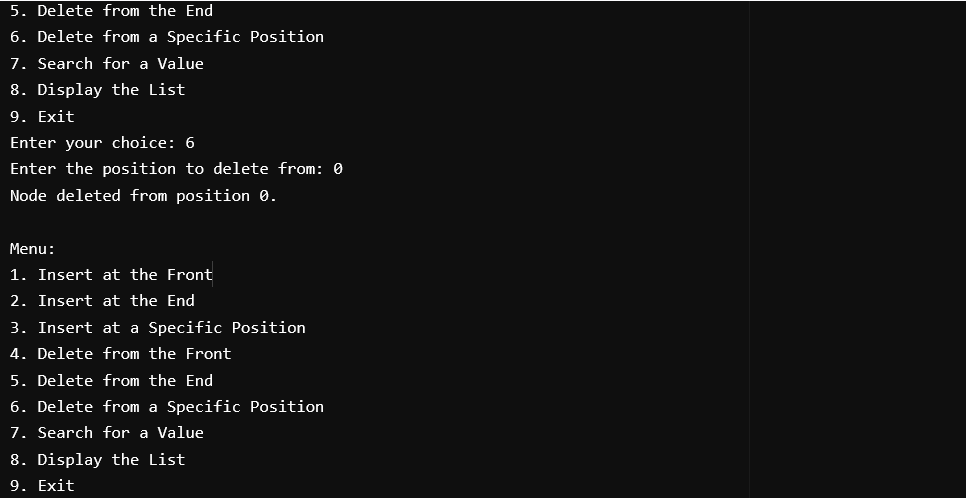 5. Delete from the End
6. Delete from a Specific Position
7. Search for a Value
8. Display the List
9. Exit
Enter your choice: 6
Enter the position to delete from: 0
Node deleted from position 0.
Menu:
1. Insert at the Front
2. Insert at the End
3. Insert at a Specific Position
4. Delete from the Front
5. Delete from the End
6. Delete from a Specific Position
7. Search for a Value
8. Display the List
9. Exit